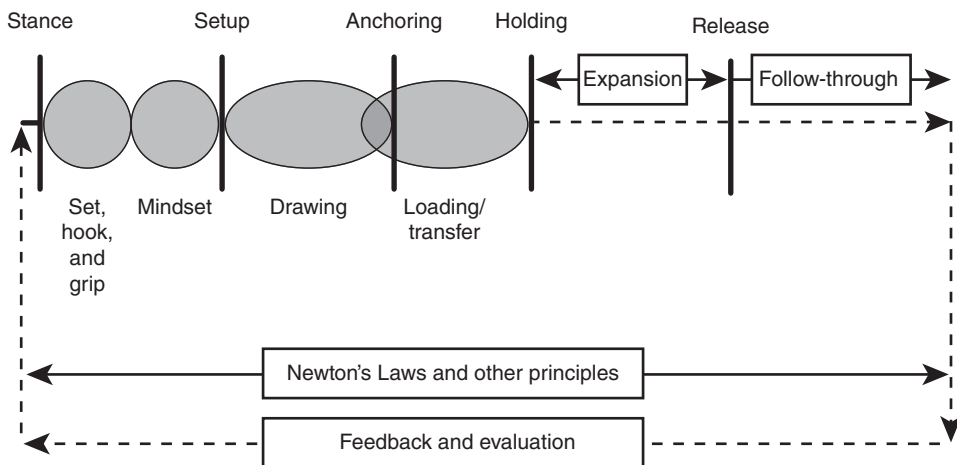 Stance
Setup
Anchoring
Holding
Release
Expansion
Follow-through
Set,
hook,
and
grip
Mindset
Drawing
Loading/
transfer
Newton’s Laws and other principles
Feedback and evaluation